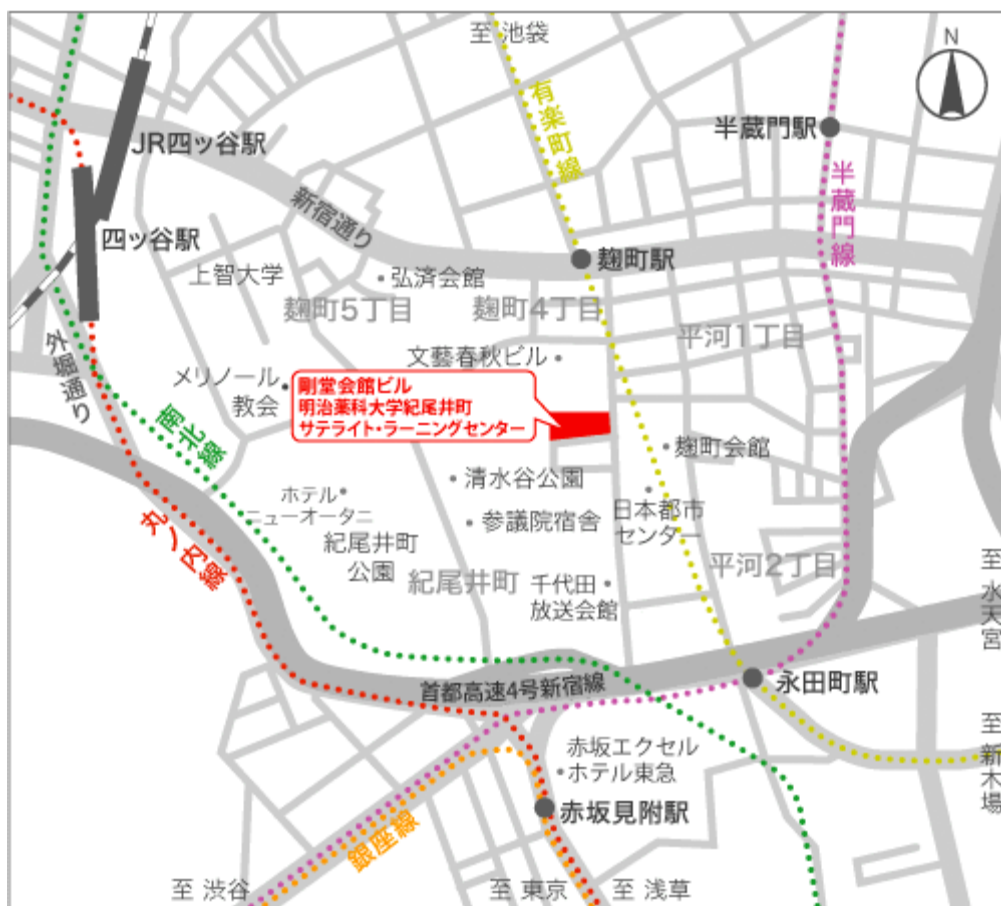 至 池袋
N
有楽町線
半蔵門駅
JR四ッ谷駅
半蔵門線
新宿通り
四ッ谷駅
麹町駅
上智大学
弘済会館
麹町5丁目
麹町4丁目
平河1丁目
外堀通り
文藝春秋ビル
メリノール
教会
剛堂会館ビル
明治薬科大学紀尾井町
サテライト・ラーニングセンター
南北線
麹町会館
清水谷公園
ホテル
ニューオータニ
参議院宿舎
日本都市
センター
丸ノ内線
紀尾井町
公園
平河2丁目
至 水天宮
紀尾井町
千代田
放送会館
首都高速4号新宿線
永田町駅
赤坂エクセル
ホテル東急
至 新木場
赤坂見附駅
銀座線
至 渋谷
至 東京
至 浅草